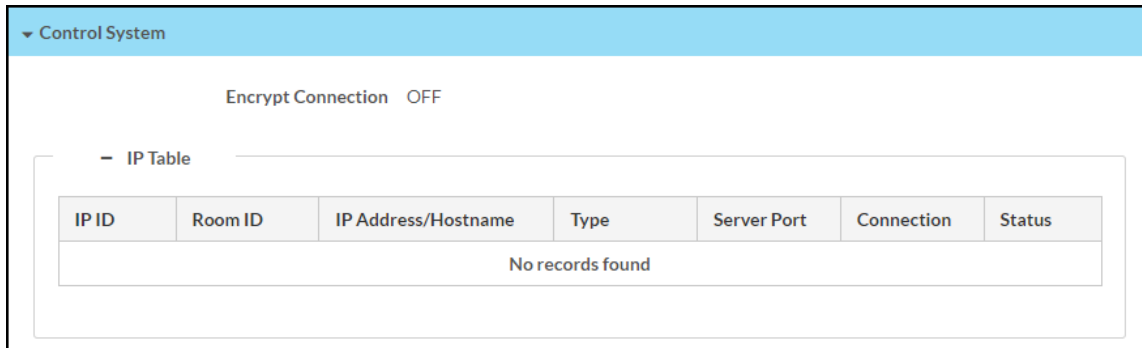 Control System
Encrypt Connection OFF
– IP Table
IP ID Room ID IP Address/Hostname Type Server Port Connection Status
No records found